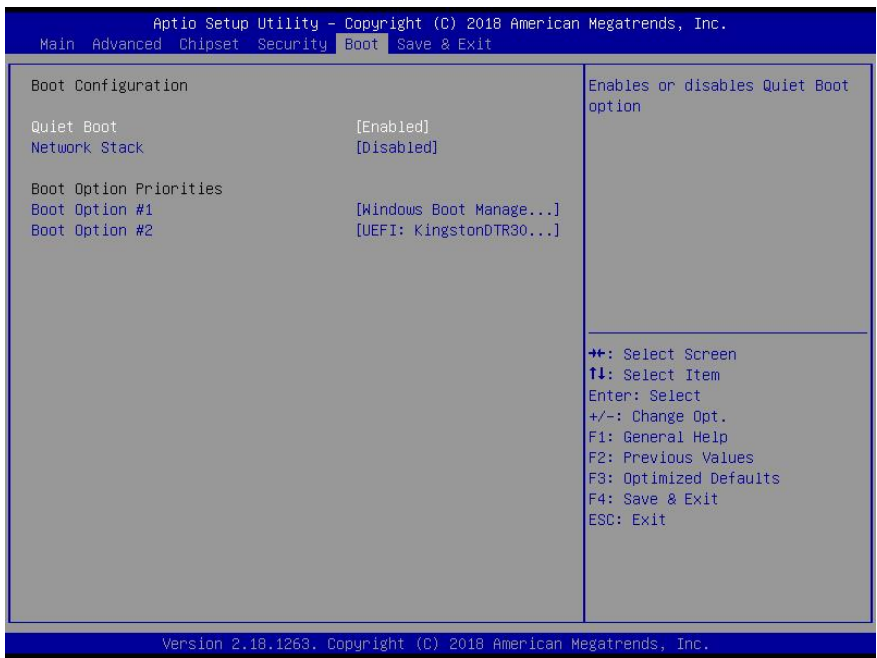 Aptio Setup Utility – Copyright (C) 2018 American Megatrends, Inc.
Main Advanced Chipset Security Boot Save & Exit
Boot Configuration
Quiet Boot [Enabled]
Network Stack [Disabled]
Boot Option Priorities
Boot Option #1 [Windows Boot Manage...]
Boot Option #2 [UEFI: KingstonDTR30...]
Enables or disables Quiet Boot
option
→←: Select Screen
↑↓: Select Item
Enter: Select
+/-: Change Opt.
F1: General Help
F2: Previous Values
F3: Optimized Defaults
F4: Save & Exit
ESC: Exit
Version 2.18.1263. Copyright (C) 2018 American Megatrends, Inc.